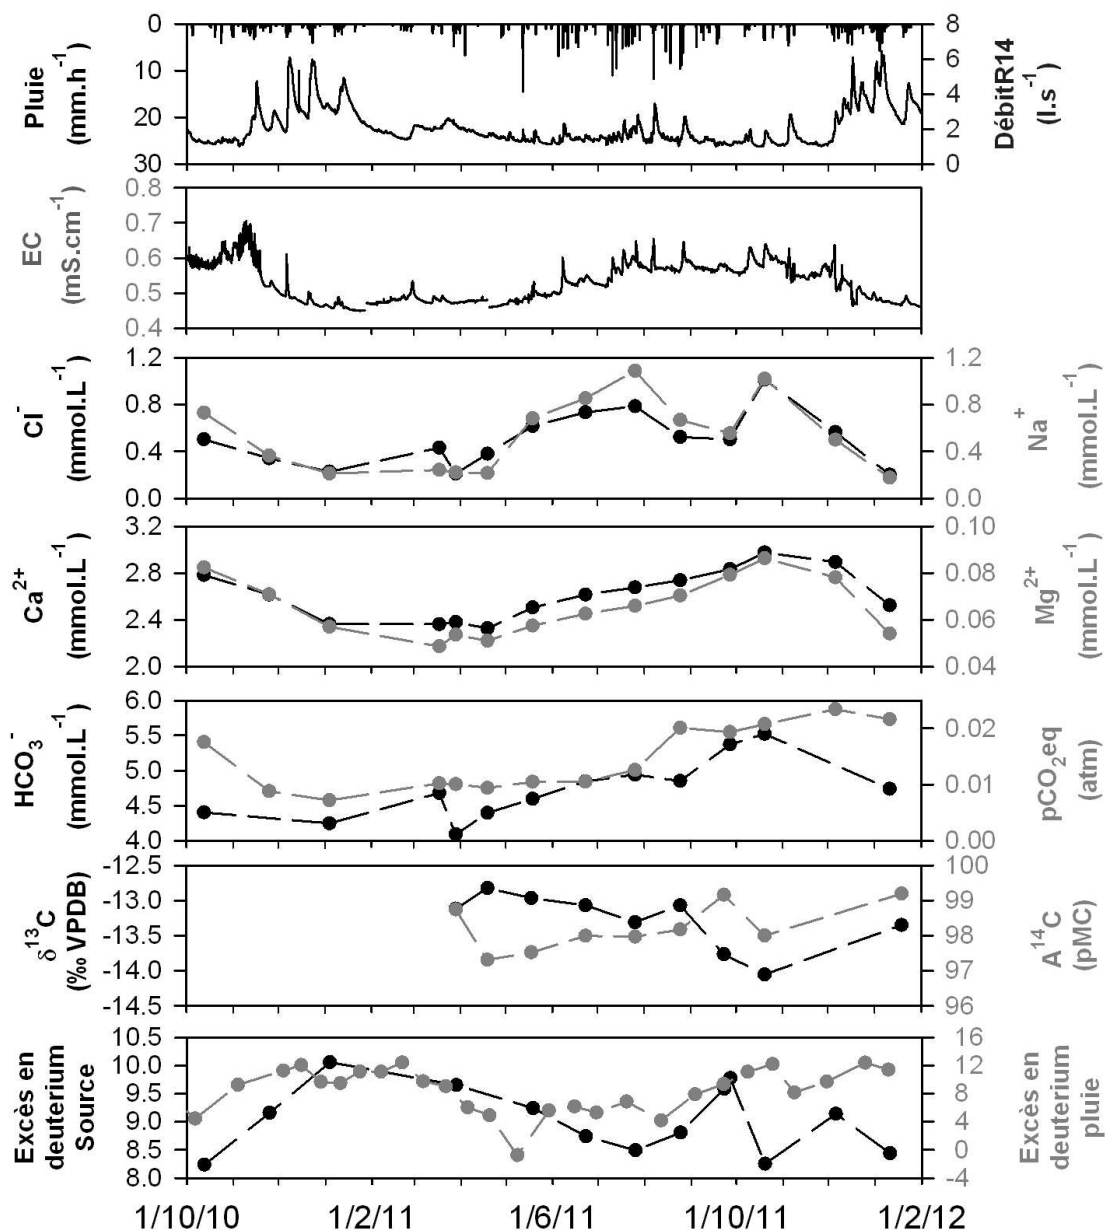 Pluie
(mm.h⁻¹)
0
10
20
30
8
6
4
2
0
DébitR14
(l.s⁻¹)
EC
(mS.cm⁻¹)
0.8
0.7
0.6
0.5
0.4
Cl⁻
(mmol.L⁻¹)
1.2
0.8
0.4
0.0
1.2
0.8
0.4
0.0
Na⁺
(mmol.L⁻¹)
Ca²⁺
(mmol.L⁻¹)
3.2
2.8
2.4
2.0
0.10
0.08
0.06
0.04
Mg²⁺
(mmol.L⁻¹)
HCO₃⁻
(mmol.L⁻¹)
6.0
5.5
5.0
4.5
4.0
0.02
0.01
0.00
pCO₂eq
(atm)
δ¹³C
(‰ VPDB)
-12.5
-13.0
-13.5
-14.0
-14.5
100
99
98
97
96
A¹⁴C
(pMC)
Excès en
deuterium
Source
10.5
10.0
9.5
9.0
8.5
8.0
16
12
8
4
0
-4
Excès en
deuterium
pluie
1/10/10 1/2/11 1/6/11 1/10/11 1/2/12